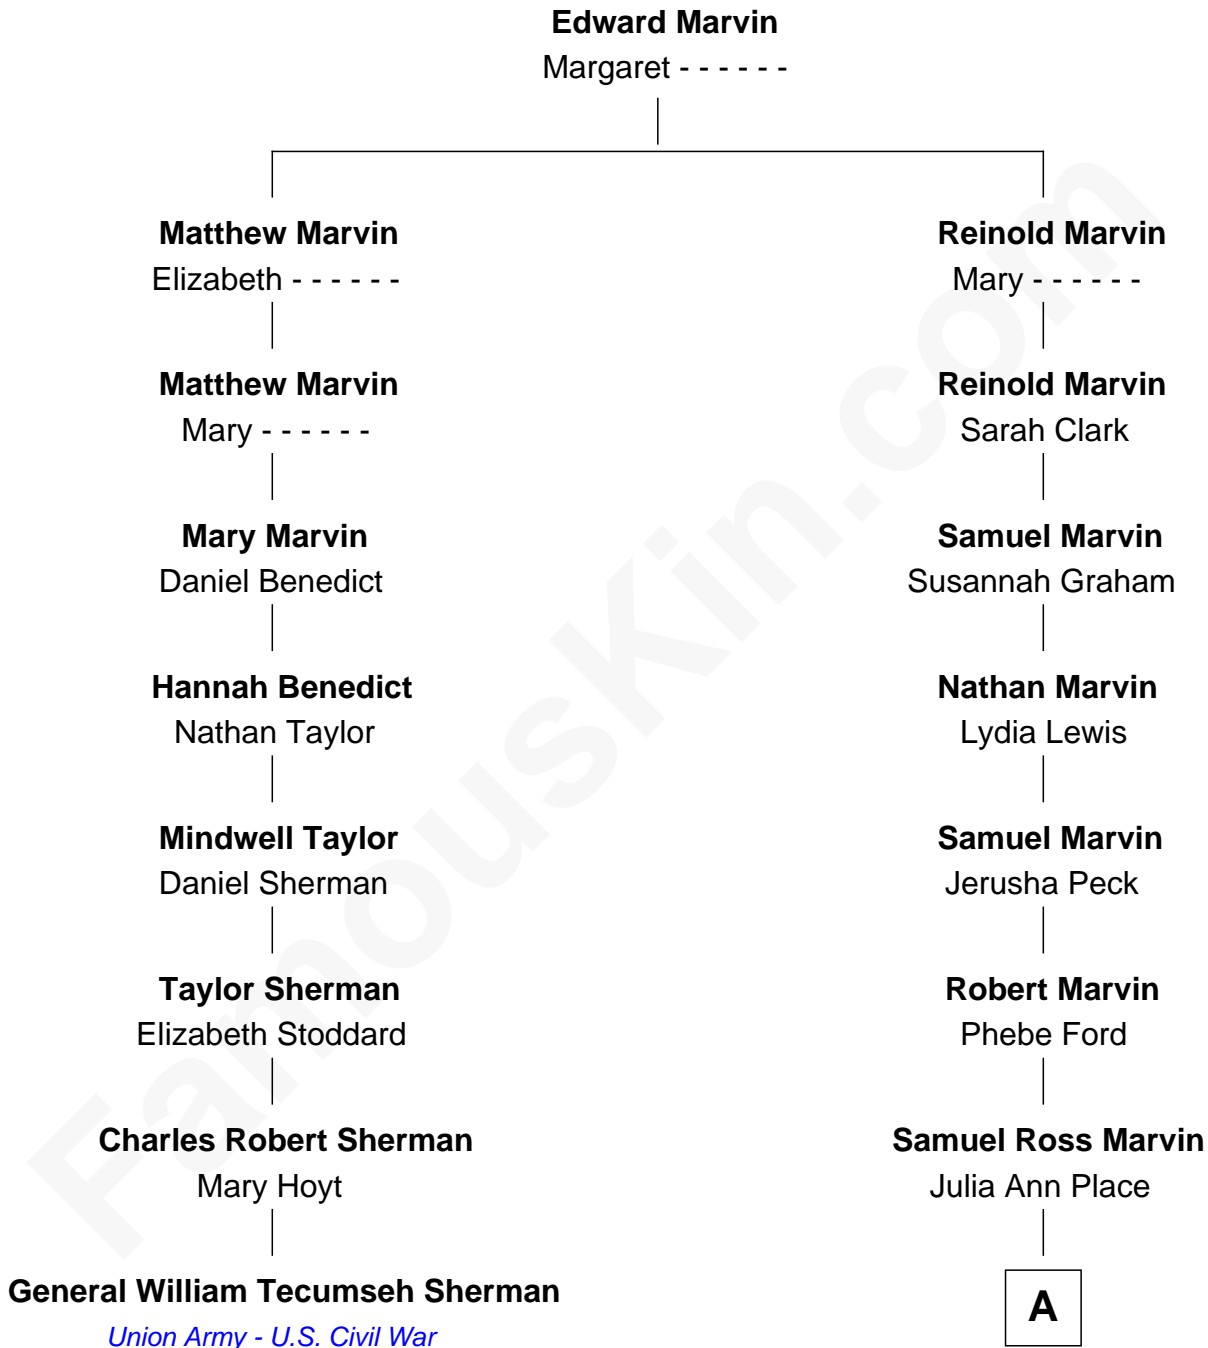 Edward Marvin
Margaret - - - - - -
Matthew Marvin
Elizabeth - - - - - -
Reinold Marvin
Mary - - - - - -
Matthew Marvin
Mary - - - - - -
Reinold Marvin
Sarah Clark
Mary Marvin
Daniel Benedict
Samuel Marvin
Susannah Graham
Hannah Benedict
Nathan Taylor
Nathan Marvin
Lydia Lewis
Mindwell Taylor
Daniel Sherman
Samuel Marvin
Jerusha Peck
Taylor Sherman
Elizabeth Stoddard
Robert Marvin
Phebe Ford
Charles Robert Sherman
Mary Hoyt
Samuel Ross Marvin
Julia Ann Place
General William Tecumseh Sherman
Union Army - U.S. Civil War
A
FamousKin.com